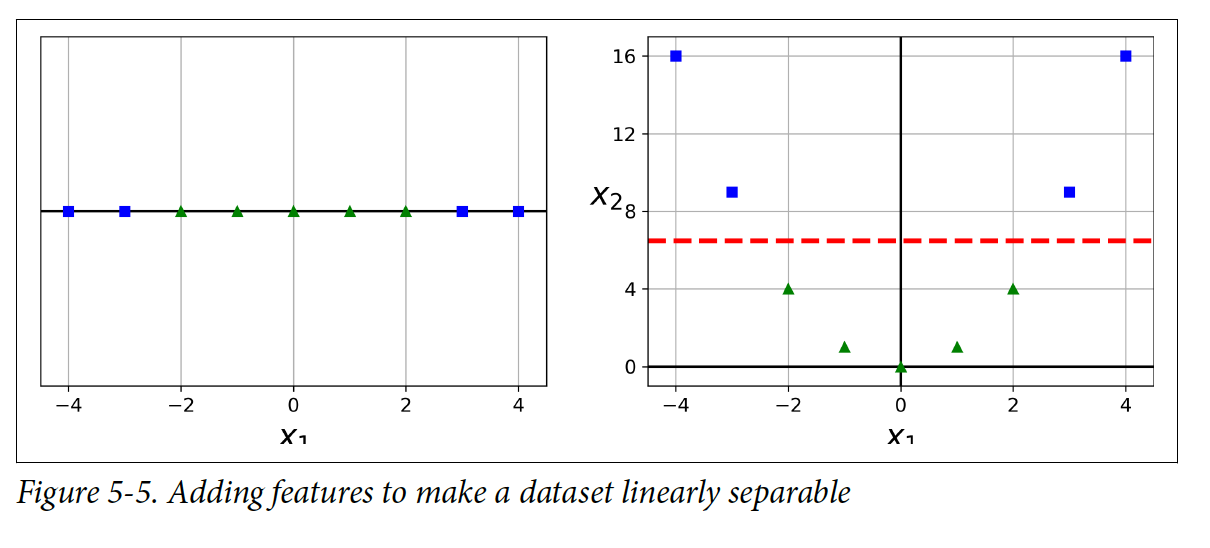 −4 −2 0 2 4
x₁
16
12
x₂
8
4
0
−4 −2 0 2 4
x₁
Figure 5-5. Adding features to make a dataset linearly separable